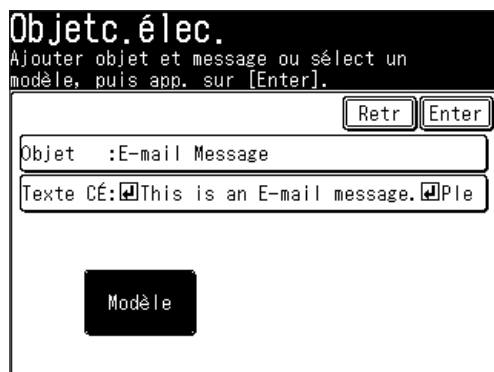 Objetc.élec.
Ajouter objet et message ou sélect un
modèle, puis app. sur [Enter].
Retr Enter
Objet :E-mail Message
Texte CÉ:↵This is an E-mail message.↵Ple
Modèle